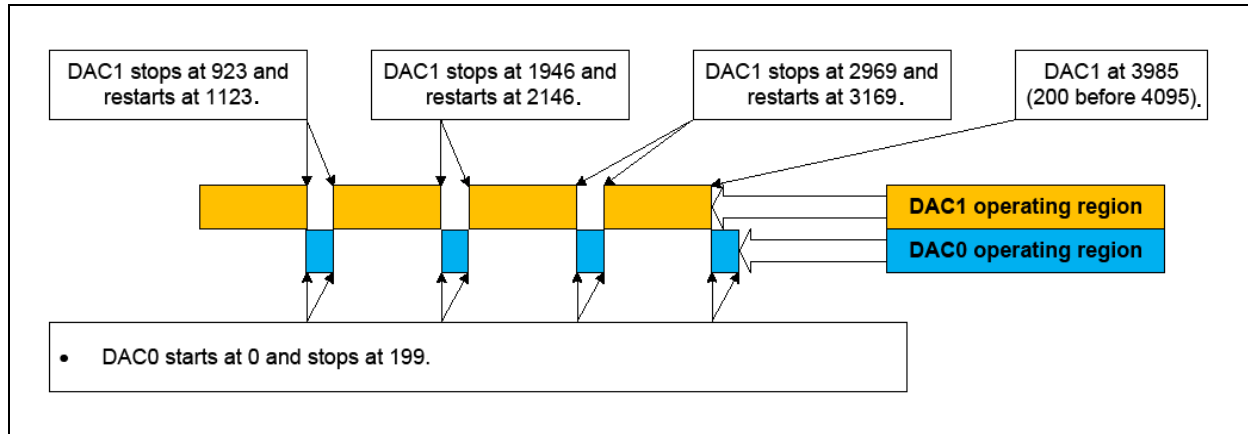 DAC1 stops at 923 and
restarts at 1123.
DAC1 stops at 1946 and
restarts at 2146.
DAC1 stops at 2969 and
restarts at 3169.
DAC1 at 3985
(200 before 4095).
DAC1 operating region
DAC0 operating region
• DAC0 starts at 0 and stops at 199.